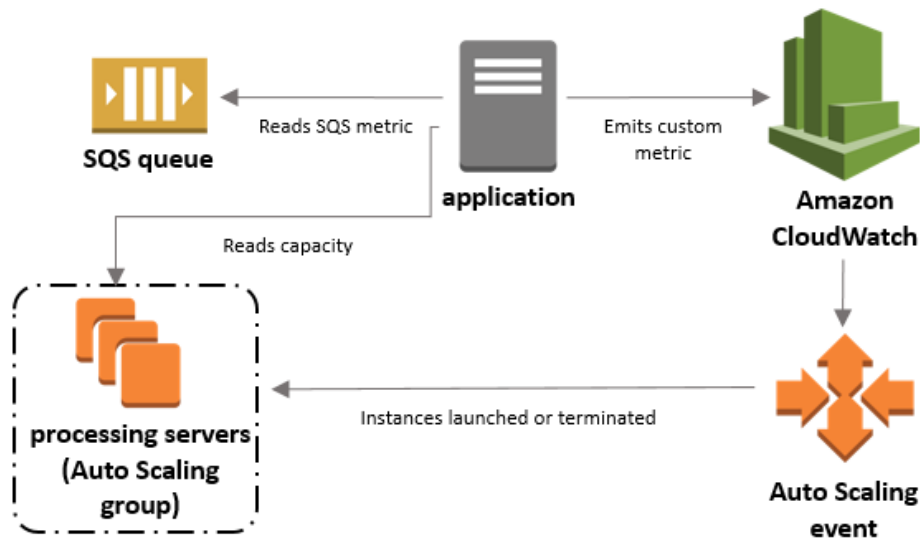 Reads SQS metric
Emits custom
metric
SQS queue
application
Amazon
CloudWatch
Reads capacity
Instances launched or terminated
processing servers
(Auto Scaling
group)
Auto Scaling
event